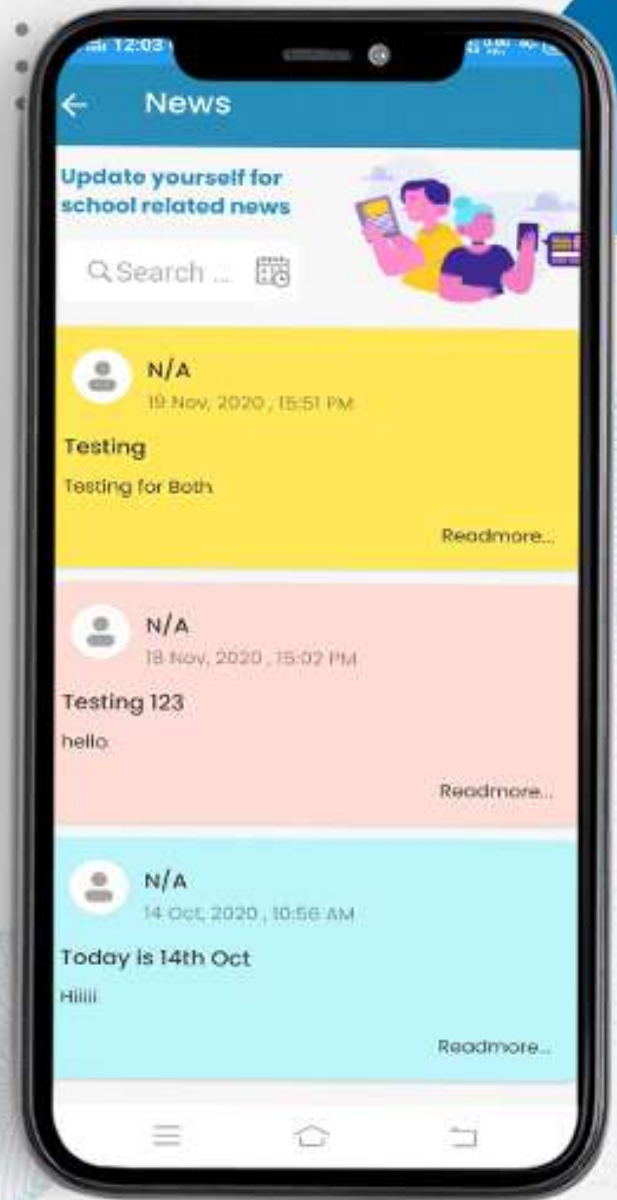 12:03
News
Update yourself for
school related news
Search ...
N/A
19 Nov, 2020 , 15:51 PM
Testing
Testing for Both
Readmore...
N/A
18 Nov, 2020 , 15:02 PM
Testing 123
hello
Readmore...
N/A
14 Oct, 2020 , 10:56 AM
Today is 14th Oct
Hiiiii
Readmore...